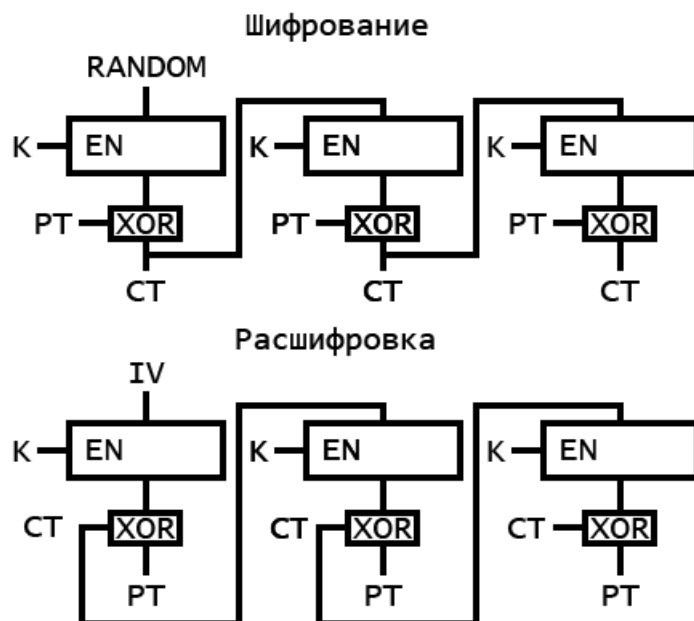 Шифрование
RANDOM
K EN K EN K EN
PT XOR PT XOR PT XOR
CT CT CT
Расшифровка
IV
K EN K EN K EN
CT XOR CT XOR CT XOR
PT PT PT